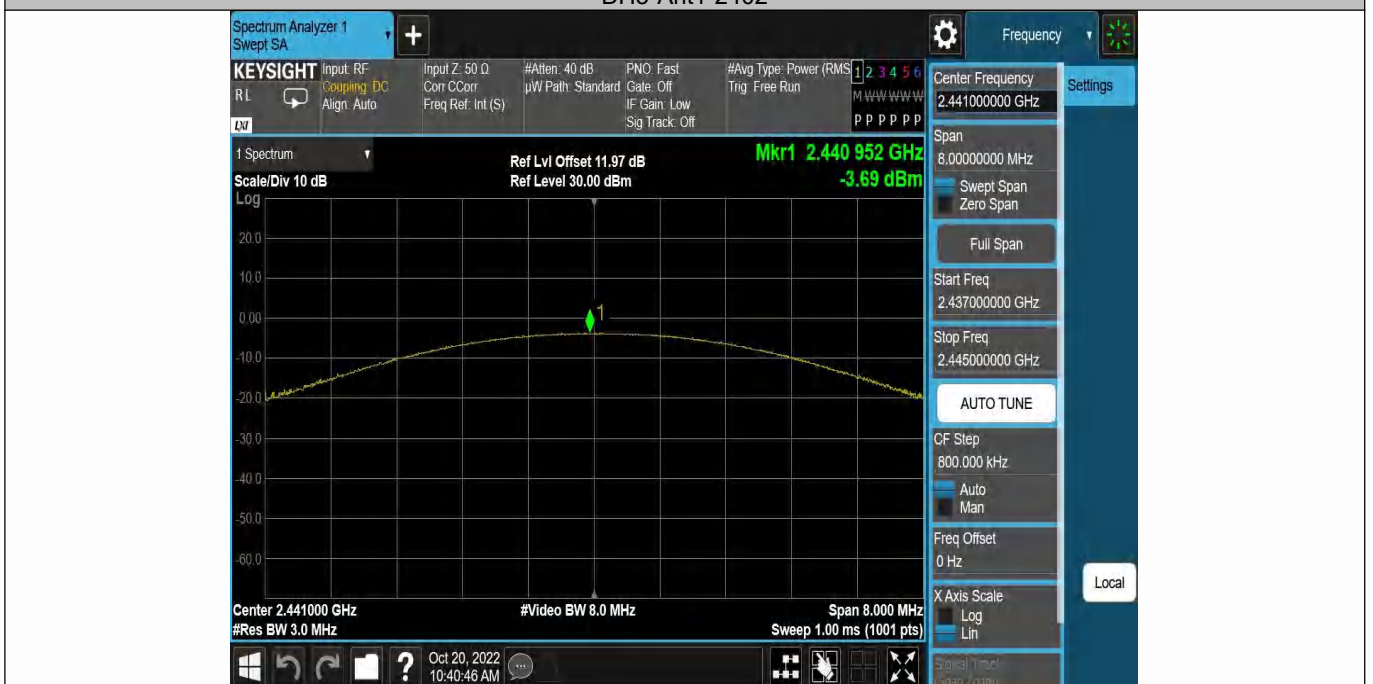 Spectrum Analyzer 1
Swept SA
+
Frequency
KEYSIGHT
RL
LXI
Input: RF
Coupling: DC
Align: Auto
Input Z: 50 Ω
Corr CCorr
Freq Ref: Int (S)
#Atten: 40 dB
µW Path: Standard
PNO: Fast
Gate: Off
IF Gain: Low
Sig Track: Off
#Avg Type: Power (RMS
Trig: Free Run
1 2 3 4 5 6
M W W W W W
P P P P P P
1 Spectrum
Scale/Div 10 dB
Log
Ref Lvl Offset 11.97 dB
Ref Level 30.00 dBm
Mkr1 2.440 952 GHz
-3.69 dBm
20.0
10.0
0.00
-10.0
-20.0
-30.0
-40.0
-50.0
-60.0
1
Center 2.441000 GHz
#Res BW 3.0 MHz
#Video BW 8.0 MHz
Span 8.000 MHz
Sweep 1.00 ms (1001 pts)
?
Oct 20, 2022
10:40:46 AM
Center Frequency
2.441000000 GHz
Settings
Span
8.00000000 MHz
Swept Span
Zero Span
Full Span
Start Freq
2.437000000 GHz
Stop Freq
2.445000000 GHz
AUTO TUNE
CF Step
800.000 kHz
Auto
Man
Freq Offset
0 Hz
X Axis Scale
Log
Lin
Local
Signal Track